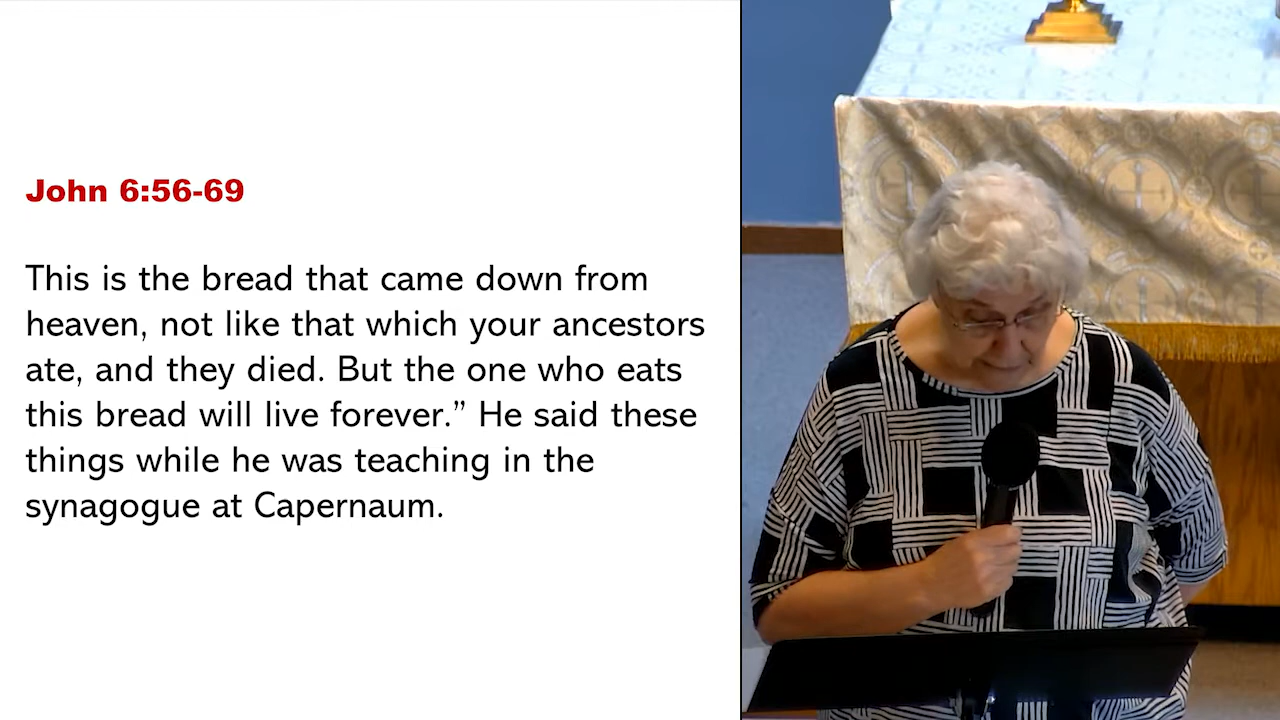 John 6:56-69
This is the bread that came down from
heaven, not like that which your ancestors
ate, and they died. But the one who eats
this bread will live forever.” He said these
things while he was teaching in the
synagogue at Capernaum.